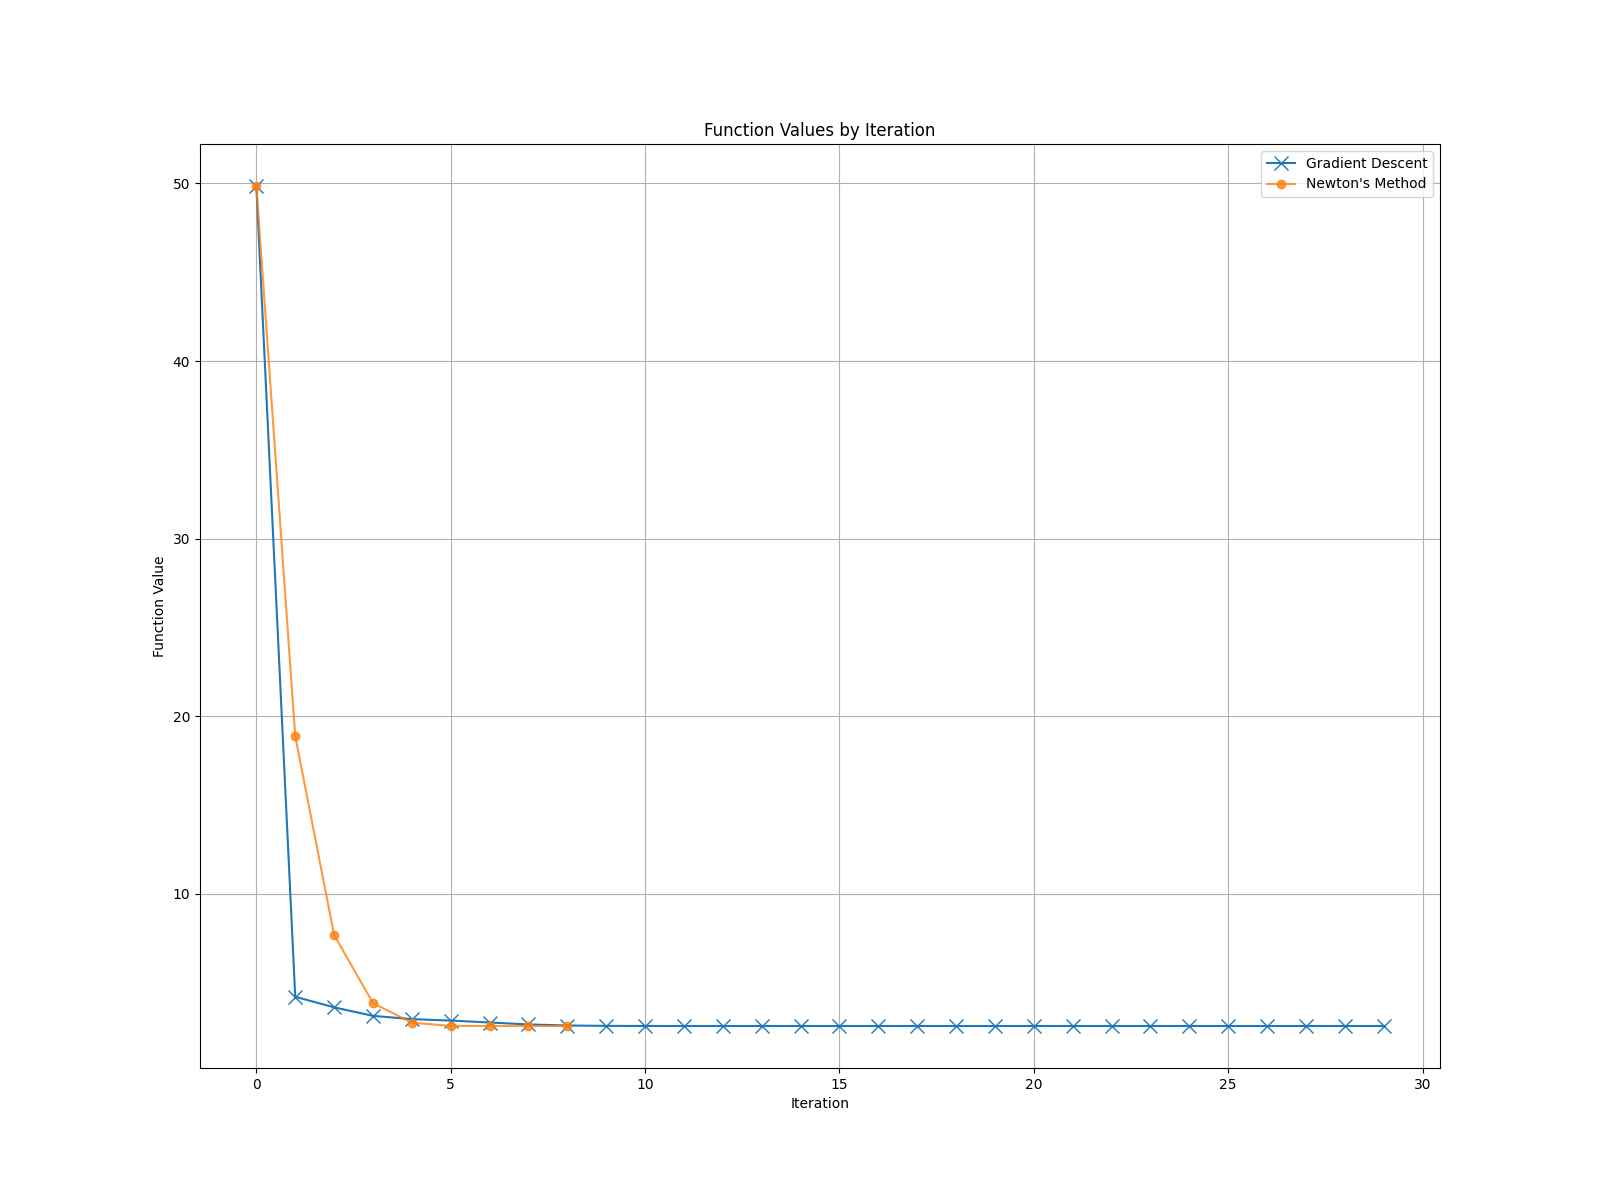 Function Values by Iteration
Gradient Descent
Newton's Method
50
40
30
20
10
Function Value
0 5 10 15 20 25 30
Iteration